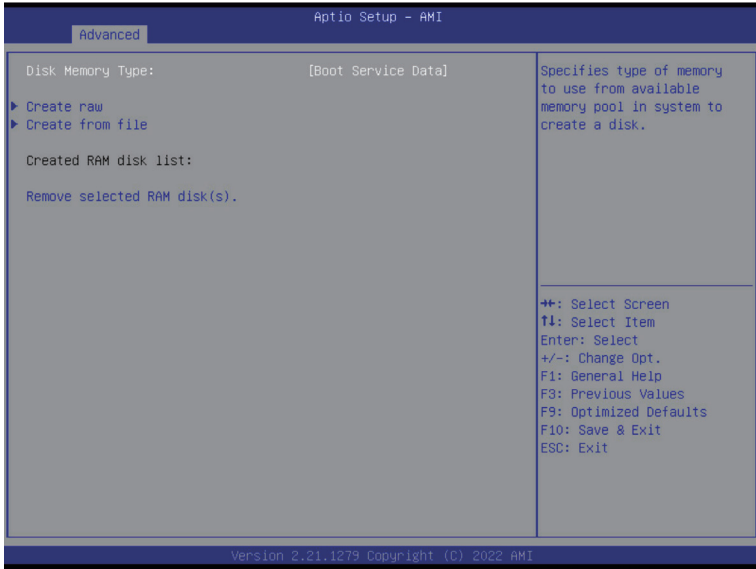 Aptio Setup – AMI
Advanced
Disk Memory Type: [Boot Service Data]
Create raw
Create from file
Created RAM disk list:
Remove selected RAM disk(s).
Specifies type of memory
to use from available
memory pool in system to
create a disk.
→←: Select Screen
↑↓: Select Item
Enter: Select
+/-: Change Opt.
F1: General Help
F3: Previous Values
F9: Optimized Defaults
F10: Save & Exit
ESC: Exit
Version 2.21.1279 Copyright (C) 2022 AMI